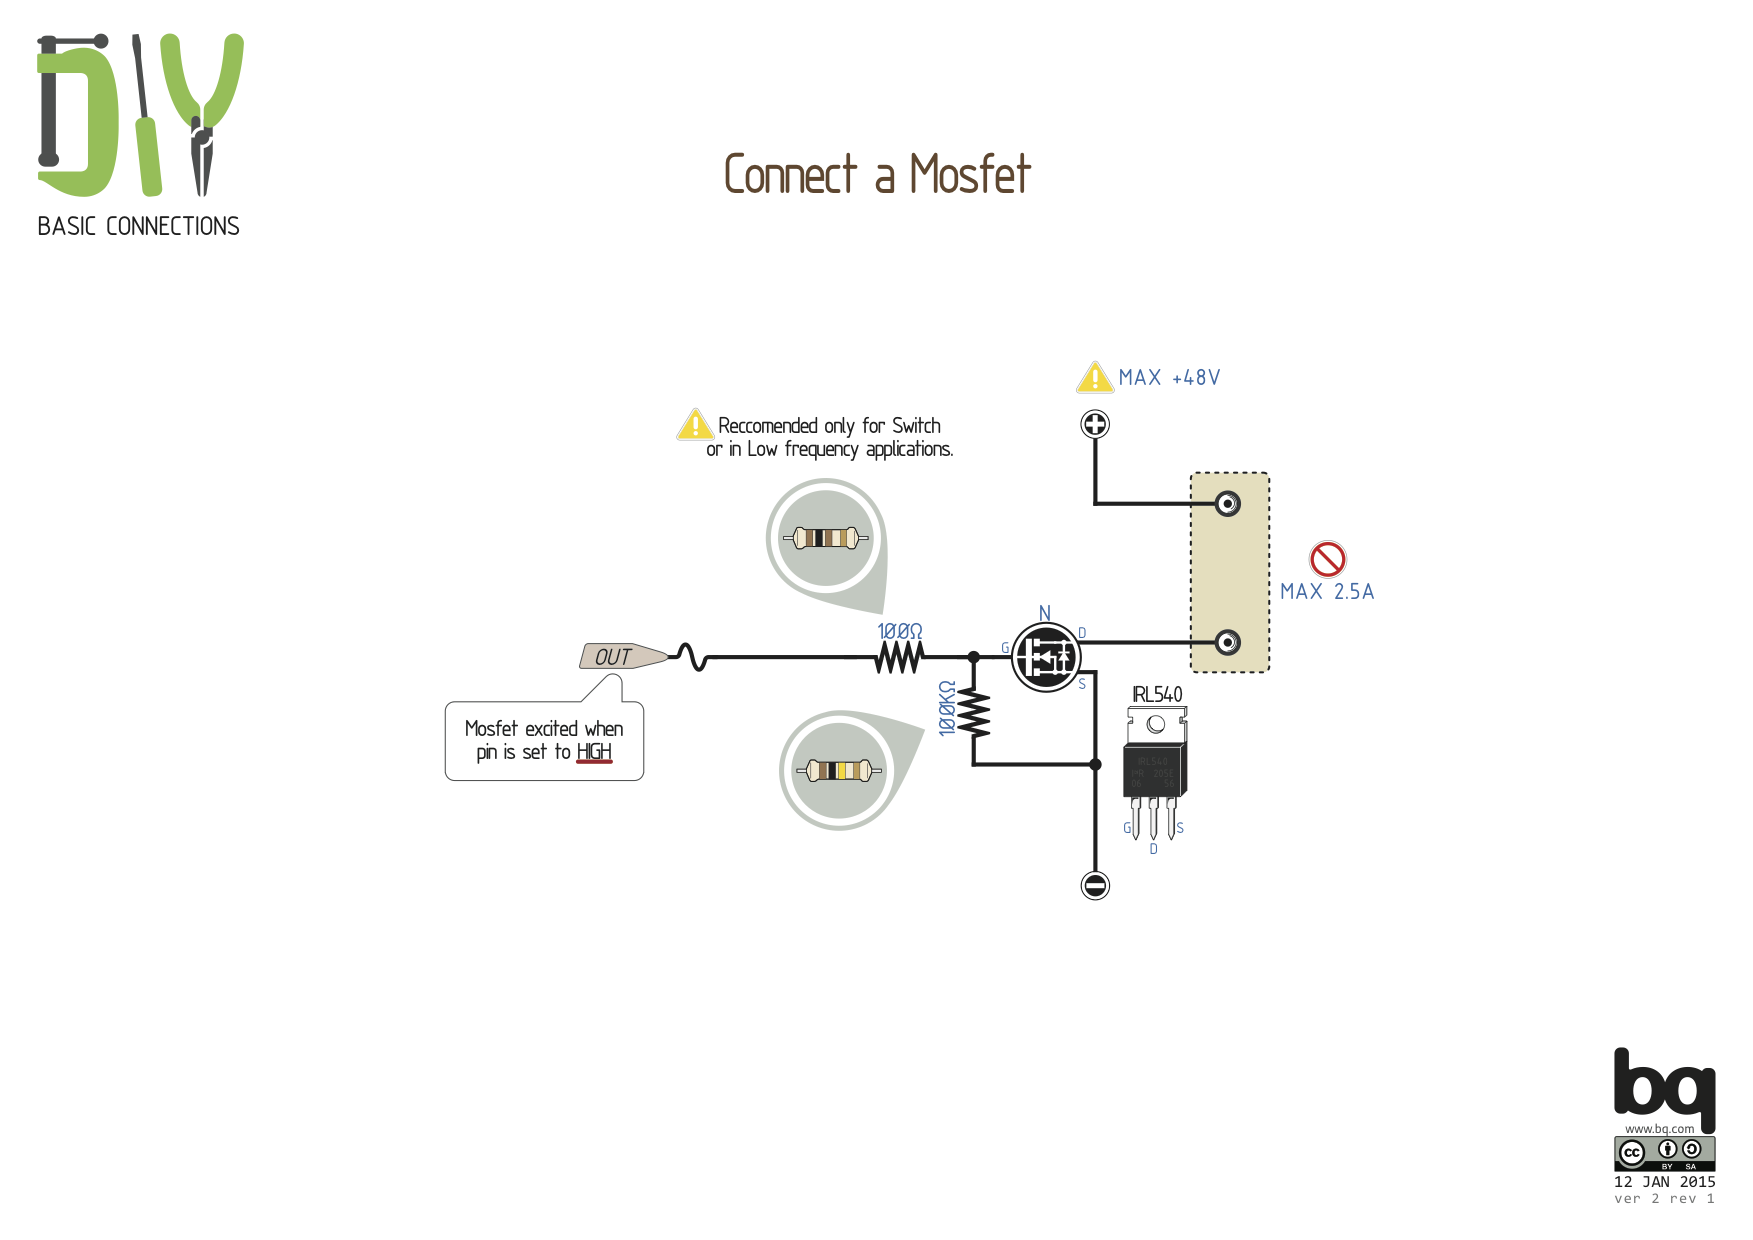 DIY
BASIC CONNECTIONS
Connect a Mosfet
MAX +48V
Reccomended only for Switch
or in Low frequency applications.
MAX 2.5A
100Ω
N
G
D
S
OUT
100KΩ
Mosfet excited when
pin is set to HIGH
IRL540
IRL540
G
S
D
bq
www.bq.com
cc
BY SA
12 JAN 2015
ver 2 rev 1